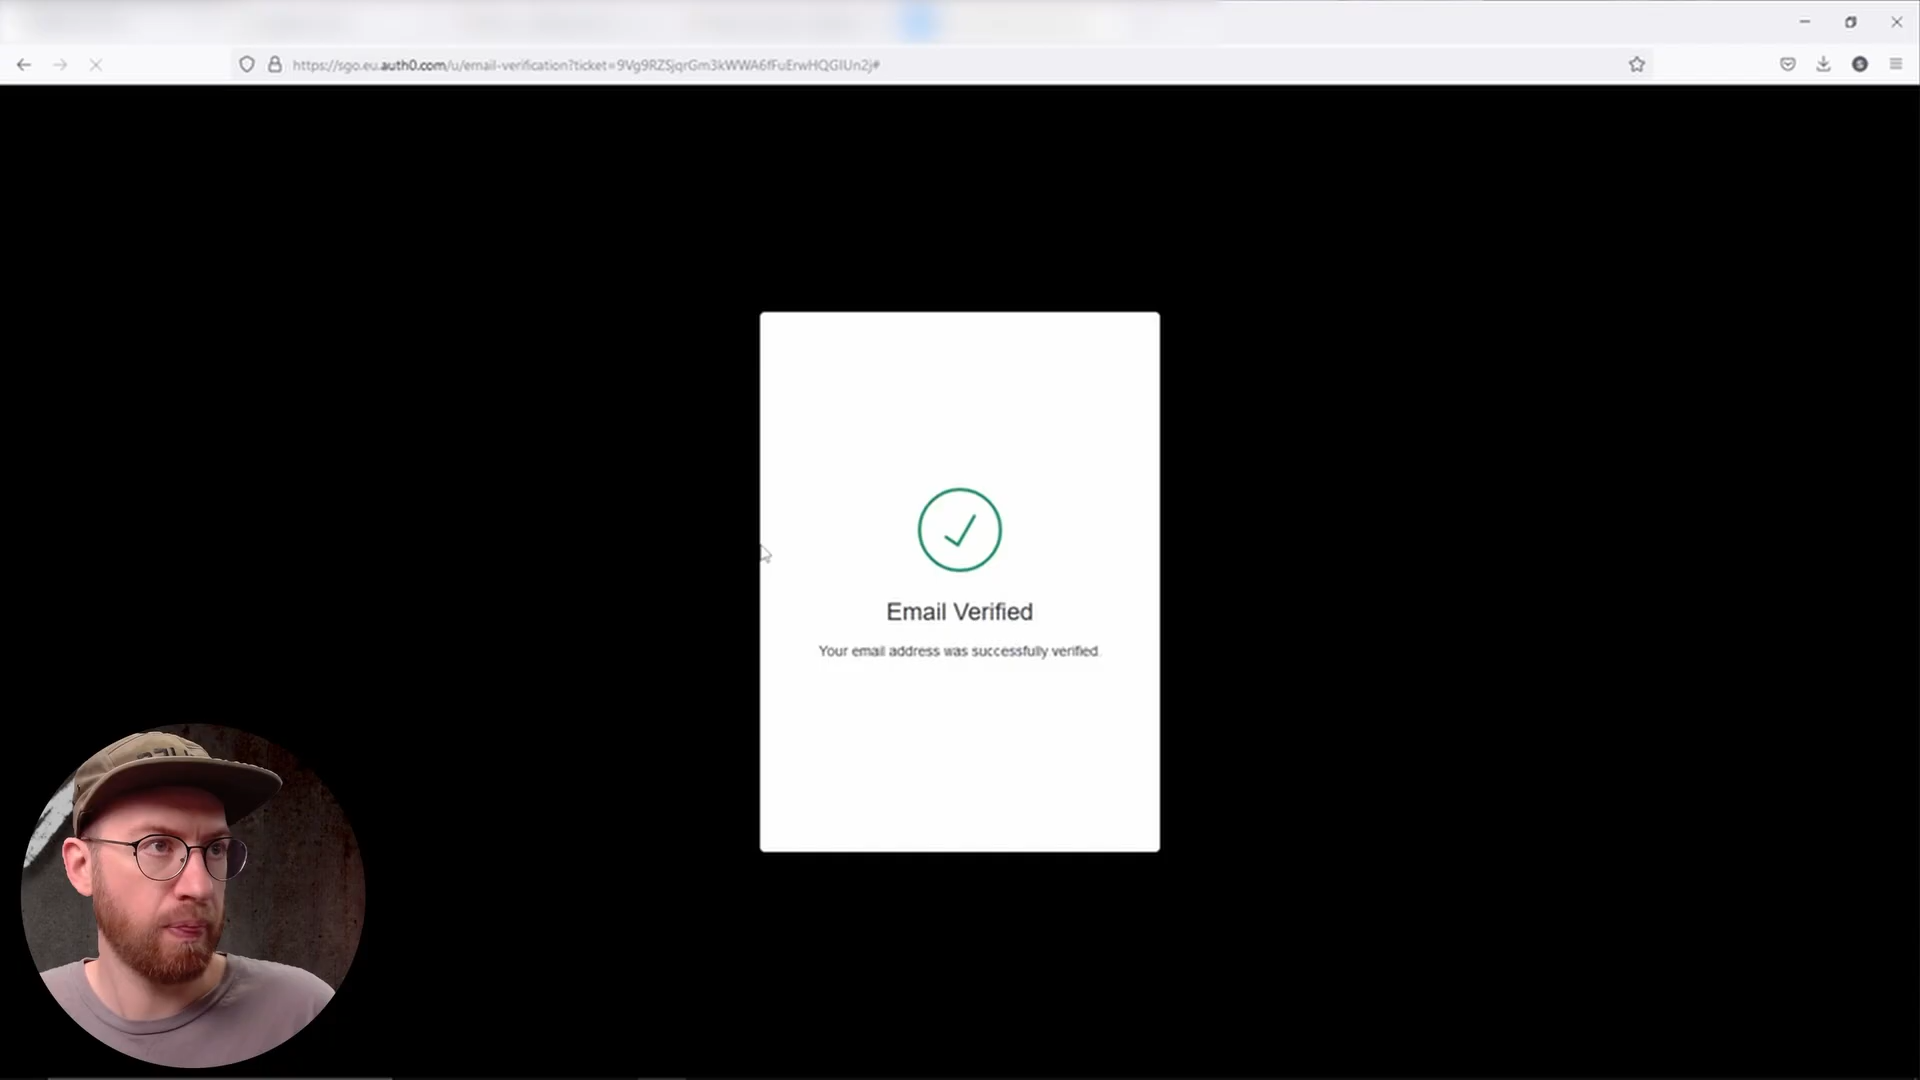 https://sgo.eu.auth0.com/u/email-verification?ticket=9Vg9RZSjqrGm3kWWA6fFuErwHQGIUn2j#
Email Verified
Your email address was successfully verified.